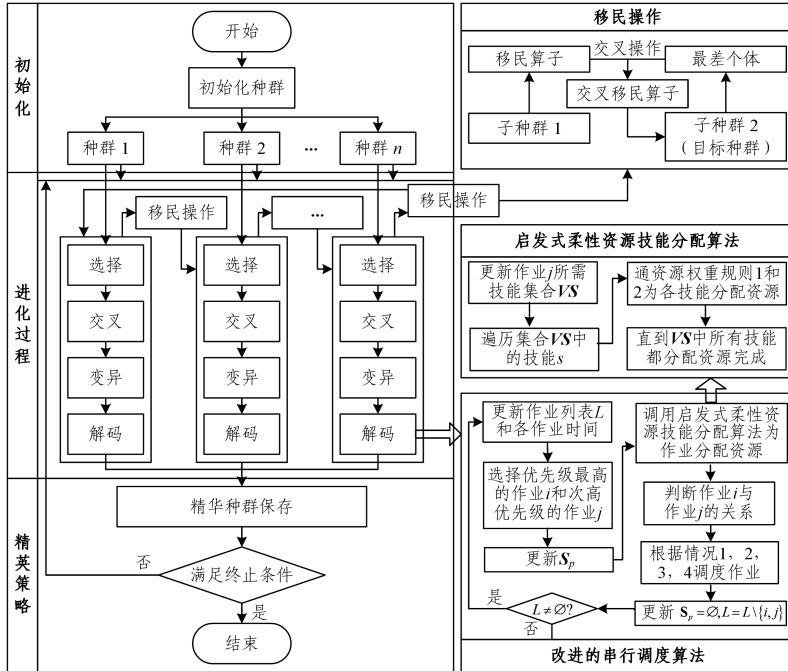 初始化
开始
初始化种群
种群 1
种群 2
...
种群 n
进化过程
移民操作
...
移民操作
选择
交叉
变异
解码
选择
交叉
变异
解码
选择
交叉
变异
解码
精英策略
精华种群保存
满足终止条件
否
是
结束
移民操作
移民算子
交叉操作
最差个体
交叉移民算子
子种群 1
子种群 2
(目标种群)
启发式柔性资源技能分配算法
更新作业j所需
技能集合VS
遍历集合VS中
的技能s
通资源权重规则1和
2为各技能分配资源
直到VS中所有技能
都分配资源完成
更新作业列表L
和各作业时间
选择优先级最高
的作业i和次高
优先级的作业j
更新Sp
调用启发式柔性资
源技能分配算法为
作业分配资源
判断作业i与
作业j的关系
根据情况1，2，
3，4调度作业
更新 Sp=∅,L=L\{i,j}
L≠∅?
是
否
改进的串行调度算法